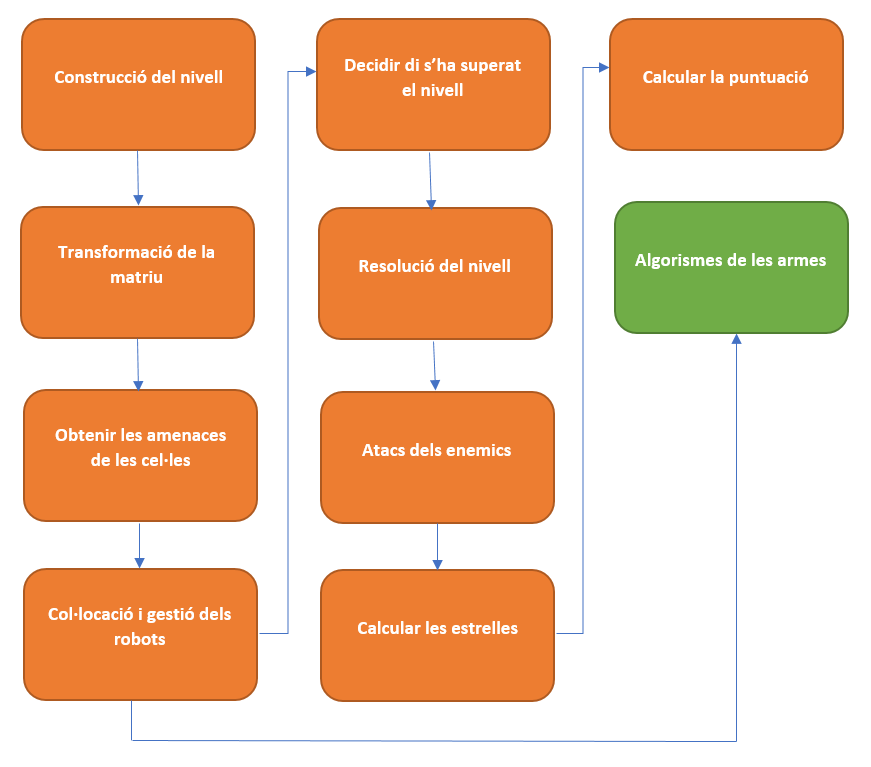 Construcció del nivell
Transformació de la
matriu
Obtenir les amenaces
de les cel·les
Col·locació i gestió dels
robots
Decidir di s’ha superat
el nivell
Resolució del nivell
Atacs dels enemics
Calcular les estrelles
Calcular la puntuació
Algorismes de les armes